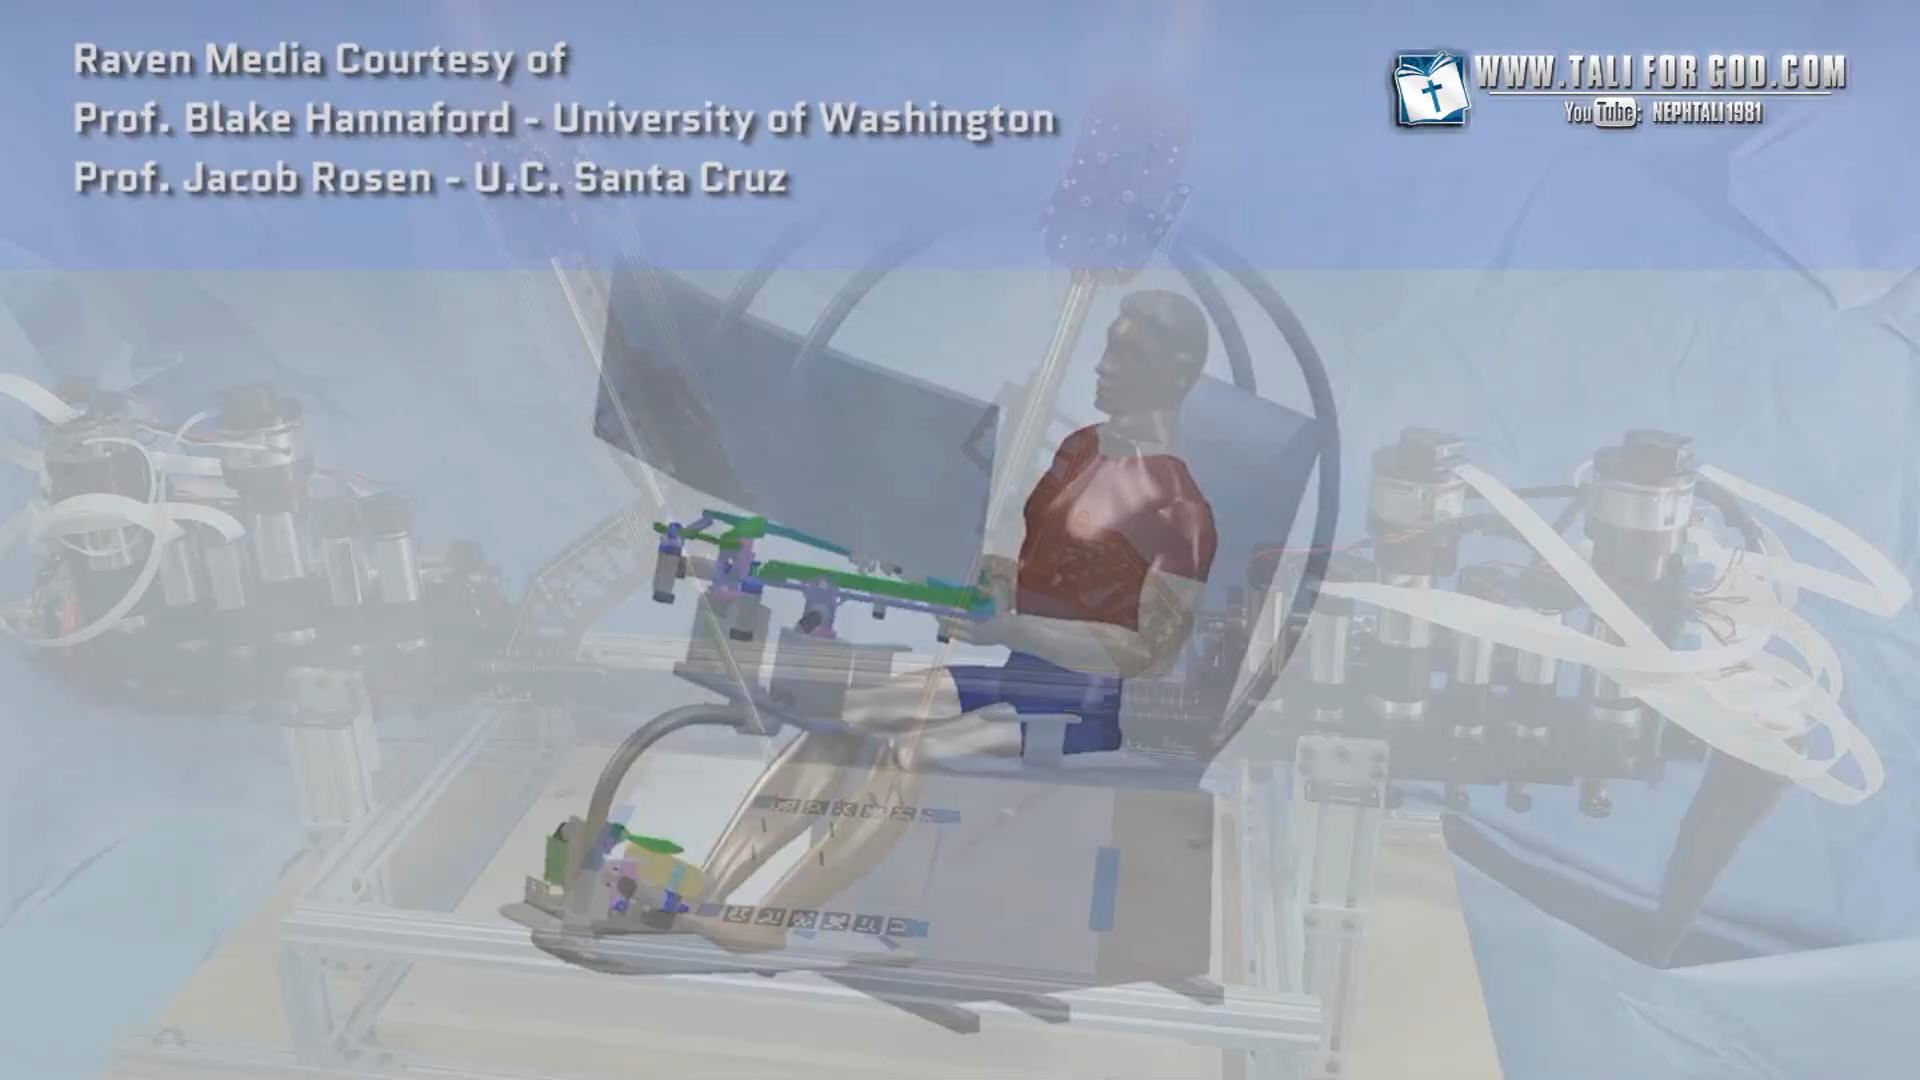 Raven Media Courtesy of
Prof. Blake Hannaford - University of Washington
Prof. Jacob Rosen - U.C. Santa Cruz
WWW.TALI FOR GOD.COM
YouTube: NEPHTALI1981